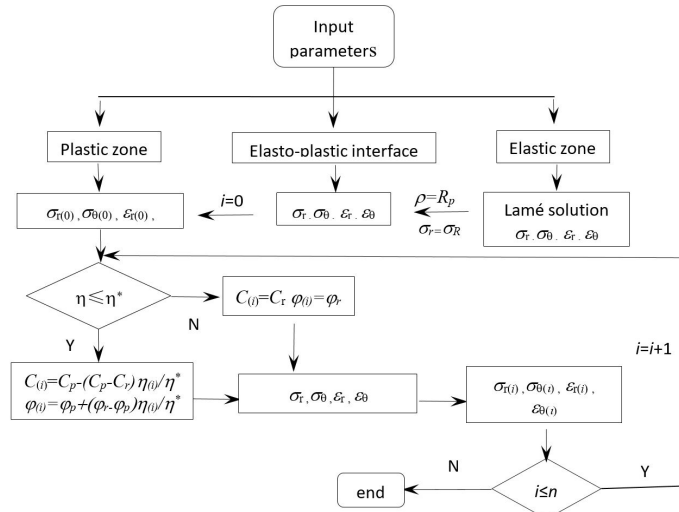 Input
parameters
Plastic zone
Elasto-plastic interface
Elastic zone
σr(0) , σθ(0) , εr(0) ,
i=0
σr . σθ . εr . εθ
ρ=Rp
σr=σR
Lamé solution
σr . σθ . εr . εθ
η≤η*
N
C(i)=Cr φ(i)=φr
Y
i=i+1
C(i)=Cp-(Cp-Cr)η(i)/η*
φ(i)=φp+(φr-φp)η(i)/η*
σr , σθ , εr , εθ
σr(i) , σθ(i) , εr(i) ,
εθ(i)
N
Y
end
i≤n